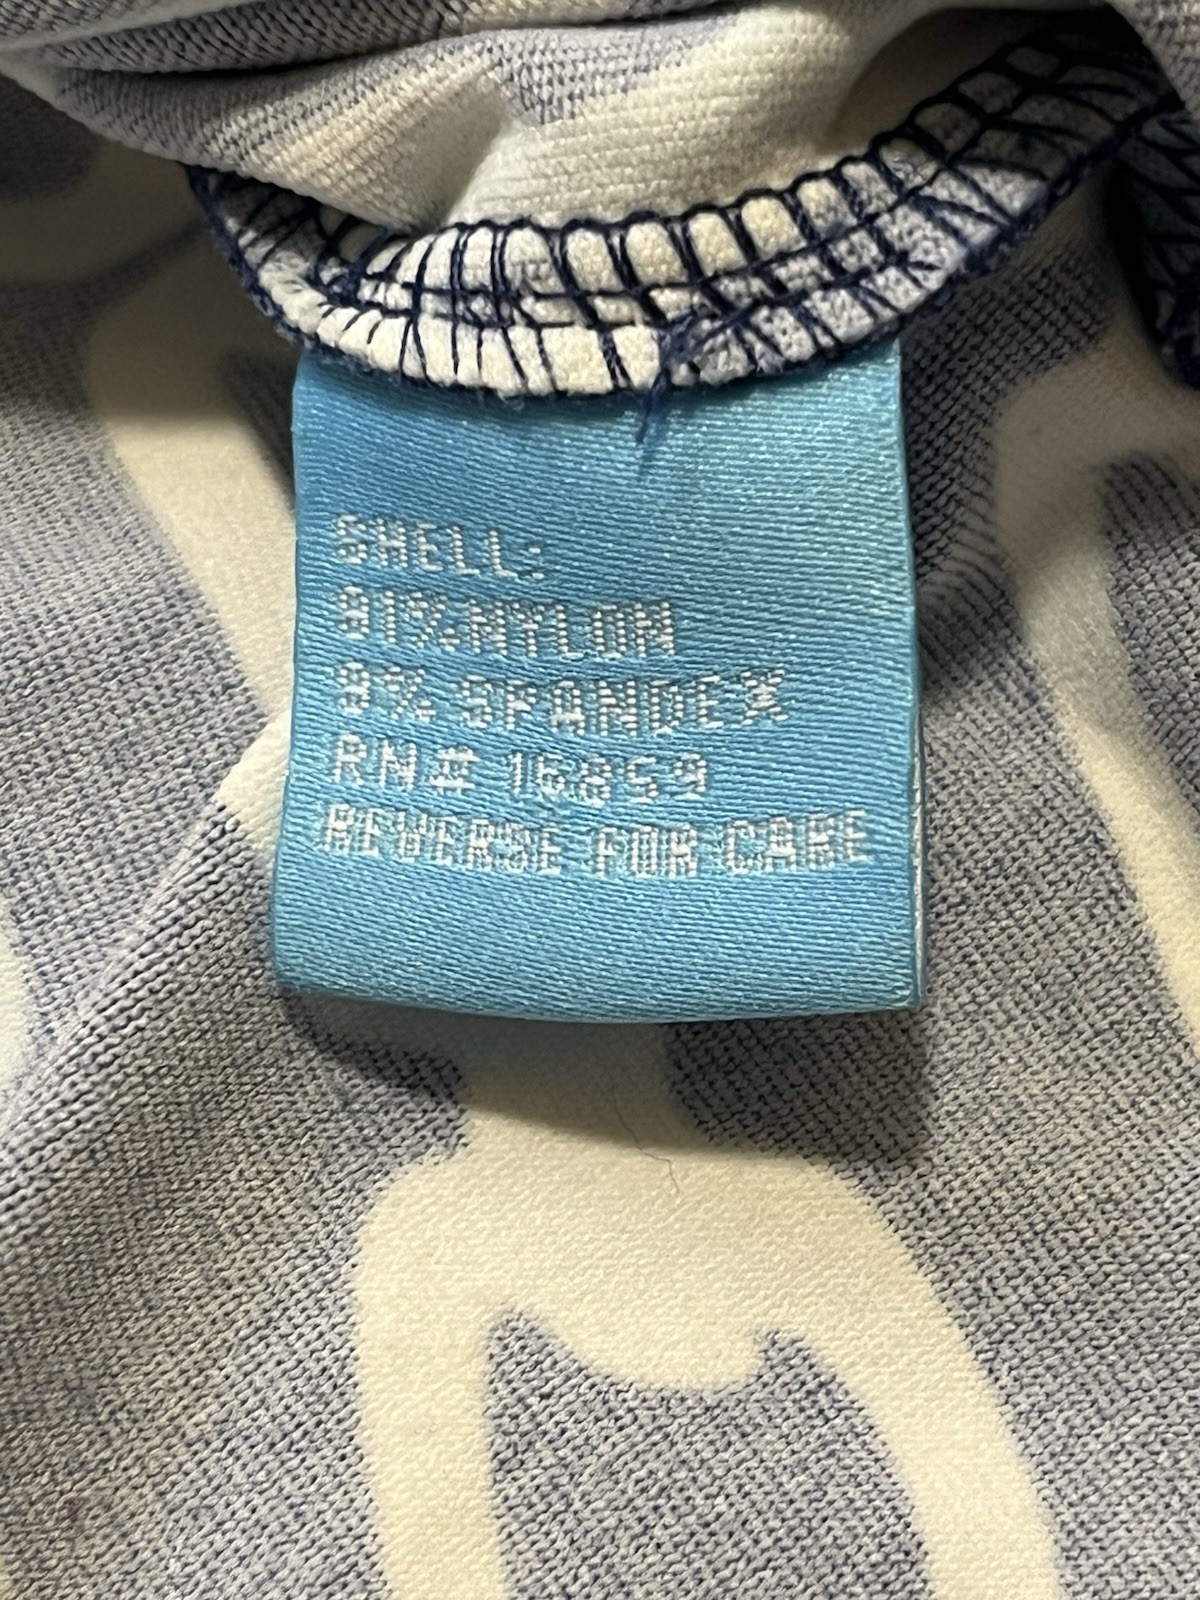 SHELL:
91%NYLON
9% SPANDEX
RN# 16859
REVERSE FOR CARE